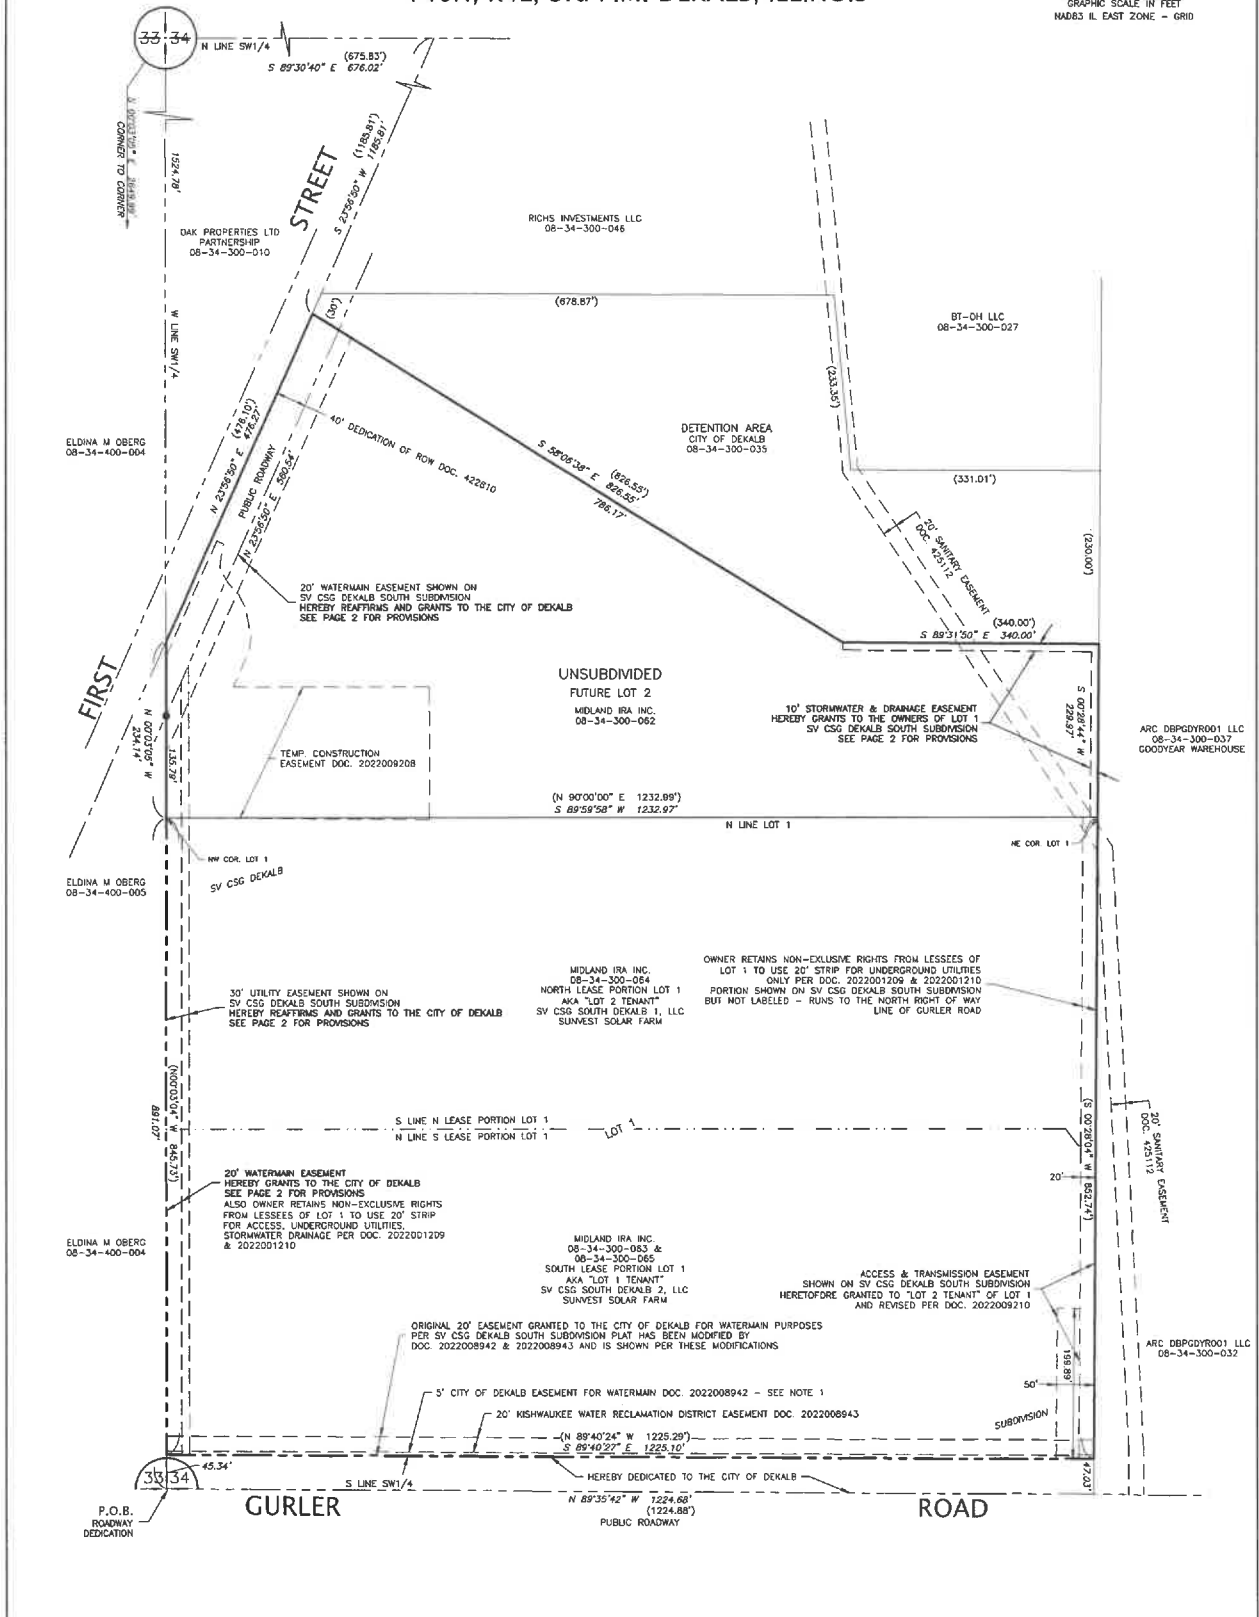 GRAPHIC SCALE IN FEET
NAD83 IL EAST ZONE - GRID
33 34
N LINE SW1/4
(675.83')
S 89'30'40" E 676.02'
CORNER TO CORNER
1524.78'
(1185.81')
S 23'56'50" W 1185.81'
FIRST
STREET
OAK PROPERTIES LTD
PARTNERSHIP
08-34-300-010
RICHS INVESTMENTS LLC
08-34-300-046
W LINE SW1/4
(30')
(678.87')
BT-OH LLC
08-34-300-027
(233.35')
ELDINA M OBERG
08-34-400-004
(476.10')
N 23'56'50" E 476.27'
PUBLIC ROADWAY
N 23'56'50" E 560.54'
40' DEDICATION OF ROW DOC. 422610
DETENTION AREA
CITY OF DEKALB
08-34-300-035
(826.55')
S 58'06'38" E 826.55'
786.17'
(331.01')
(230.00')
20' SANITARY EASEMENT
DOC. 425112
20' WATERMAIN EASEMENT SHOWN ON
SV CSG DEKALB SOUTH SUBDIVISION
HEREBY REAFFIRMS AND GRANTS TO THE CITY OF DEKALB
SEE PAGE 2 FOR PROVISIONS
(340.00')
S 89'31'50" E 340.00'
UNSUBDIVIDED
FUTURE LOT 2
MIDLAND IRA INC.
08-34-300-062
10' STORMWATER & DRAINAGE EASEMENT
HEREBY GRANTS TO THE OWNERS OF LOT 1
SV CSG DEKALB SOUTH SUBDIVISION
SEE PAGE 2 FOR PROVISIONS
S 00'28'44" W
229.97'
ARC DBPGDYR001 LLC
08-34-300-037
GOODYEAR WAREHOUSE
N 00'03'05" W
234.14'
135.79'
TEMP. CONSTRUCTION
EASEMENT DOC. 2022009208
(N 90'00'00" E 1232.99')
S 89'59'58" W 1232.97'
N LINE LOT 1
NW COR. LOT 1
NE COR. LOT 1
SV CSG DEKALB
ELDINA M OBERG
08-34-400-005
MIDLAND IRA INC.
08-34-300-064
NORTH LEASE PORTION LOT 1
AKA "LOT 2 TENANT"
SV CSG SOUTH DEKALB 1, LLC
SUNVEST SOLAR FARM
OWNER RETAINS NON-EXLUSIVE RIGHTS FROM LESSEES OF
LOT 1 TO USE 20' STRIP FOR UNDERGROUND UTILITIES
ONLY PER DOC. 2022001209 & 2022001210
PORTION SHOWN ON SV CSG DEKALB SOUTH SUBDIVISION
BUT NOT LABELED - RUNS TO THE NORTH RIGHT OF WAY
LINE OF GURLER ROAD
30' UTILITY EASEMENT SHOWN ON
SV CSG DEKALB SOUTH SUBDIVISION
HEREBY REAFFIRMS AND GRANTS TO THE CITY OF DEKALB
SEE PAGE 2 FOR PROVISIONS
(N00'03'04" W 845.73')
891.07'
S LINE N LEASE PORTION LOT 1
N LINE S LEASE PORTION LOT 1
LOT 1
(S 00'28'04" W 852.74')
20'
20' SANITARY EASEMENT
DOC. 425112
20' WATERMAIN EASEMENT
HEREBY GRANTS TO THE CITY OF DEKALB
SEE PAGE 2 FOR PROVISIONS
ALSO OWNER RETAINS NON-EXCLUSIVE RIGHTS
FROM LESSEES OF LOT 1 TO USE 20' STRIP
FOR ACCESS, UNDERGROUND UTILITIES,
STORMWATER DRAINAGE PER DOC. 2022001209
& 2022001210
ELDINA M OBERG
08-34-400-004
MIDLAND IRA INC.
08-34-300-063 &
08-34-300-065
SOUTH LEASE PORTION LOT 1
AKA "LOT 1 TENANT"
SV CSG SOUTH DEKALB 2, LLC
SUNVEST SOLAR FARM
ACCESS & TRANSMISSION EASEMENT
SHOWN ON SV CSG DEKALB SOUTH SUBDIVISION
HERETOFORE GRANTED TO "LOT 2 TENANT" OF LOT 1
AND REVISED PER DOC. 2022009210
ORIGINAL 20' EASEMENT GRANTED TO THE CITY OF DEKALB FOR WATERMAIN PURPOSES
PER SV CSG DEKALB SOUTH SUBDIVISION PLAT HAS BEEN MODIFIED BY
DOC. 2022008942 & 2022008943 AND IS SHOWN PER THESE MODIFICATIONS
ARC DBPGDYR001 LLC
08-34-300-032
199.89'
50'
SUBDIVISION
5' CITY OF DEKALB EASEMENT FOR WATERMAIN DOC. 2022008942 - SEE NOTE 1
20' KISHWAUKEE WATER RECLAMATION DISTRICT EASEMENT DOC. 2022008943
(N 89'40'24" W 1225.29')
S 89'40'27" E 1225.10'
33 34
45.34'
S LINE SW1/4
HEREBY DEDICATED TO THE CITY OF DEKALB
47.03'
P.O.B.
ROADWAY
DEDICATION
GURLER
ROAD
N 89'35'42" W 1224.68'
(1224.88')
PUBLIC ROADWAY